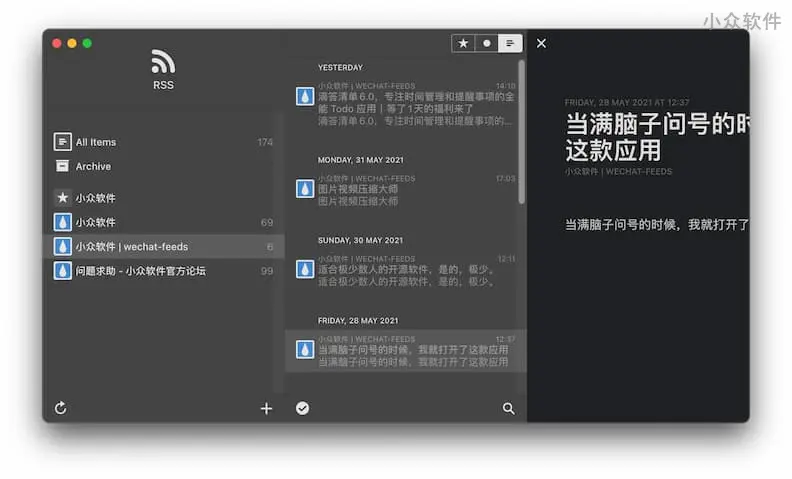 小众软件
RSS
All Items 174
Archive
小众软件
小众软件 69
小众软件 | wechat-feeds 6
问题求助 - 小众软件官方论坛 99
YESTERDAY
小众软件 | WECHAT-FEEDS 14:10
滴答清单 6.0，专注时间管理和提醒事项的全
能 Todo 应用｜等了1天的福利来了
滴答清单 6.0，专注时间管理和提醒事项的...
MONDAY, 31 MAY 2021
小众软件 | WECHAT-FEEDS 17:03
图片视频压缩大师
图片视频压缩大师
SUNDAY, 30 MAY 2021
小众软件 | WECHAT-FEEDS 12:11
适合极少数人的开源软件，是的，极少。
适合极少数人的开源软件，是的，极少。
FRIDAY, 28 MAY 2021
小众软件 | WECHAT-FEEDS 12:37
当满脑子问号的时候，我就打开了这款应用
当满脑子问号的时候，我就打开了这款应用
FRIDAY, 28 MAY 2021 AT 12:37
当满脑子问号的
这款应用
小众软件 | WECHAT-FEEDS
当满脑子问号的时候，我就打开了